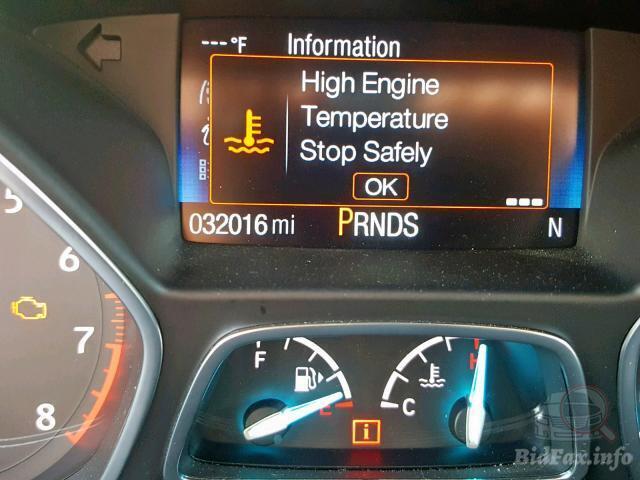 ---°F Information
High Engine
Temperature
Stop Safely
OK
032016 mi PRNDS N
5
6
7
8
F
E
H
C
i
BidFax.info